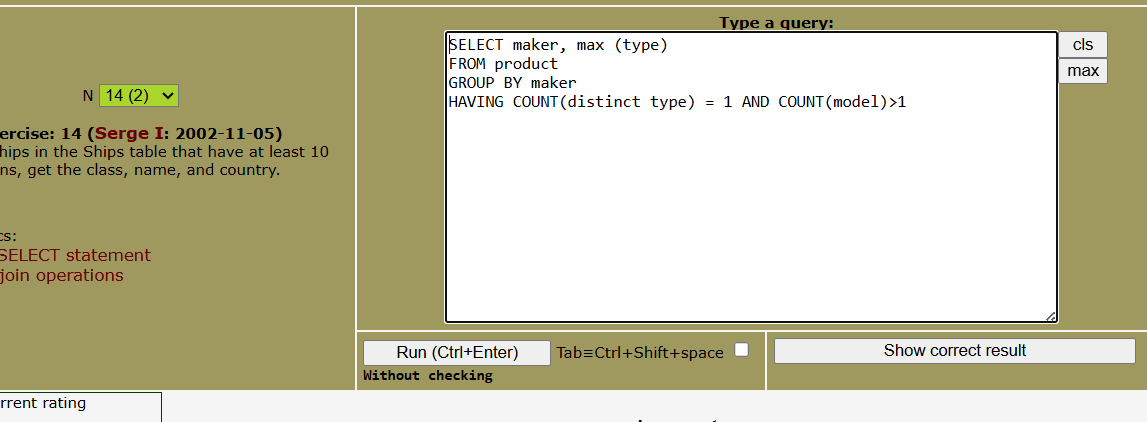 Type a query:
SELECT maker, max (type)
FROM product
GROUP BY maker
HAVING COUNT(distinct type) = 1 AND COUNT(model)>1
cls
max
N 14 (2)
ercise: 14 (Serge I: 2002-11-05)
hips in the Ships table that have at least 10
ns, get the class, name, and country.
cs:
SELECT statement
join operations
Run (Ctrl+Enter) Tab≡Ctrl+Shift+space
Without checking
Show correct result
rrent rating